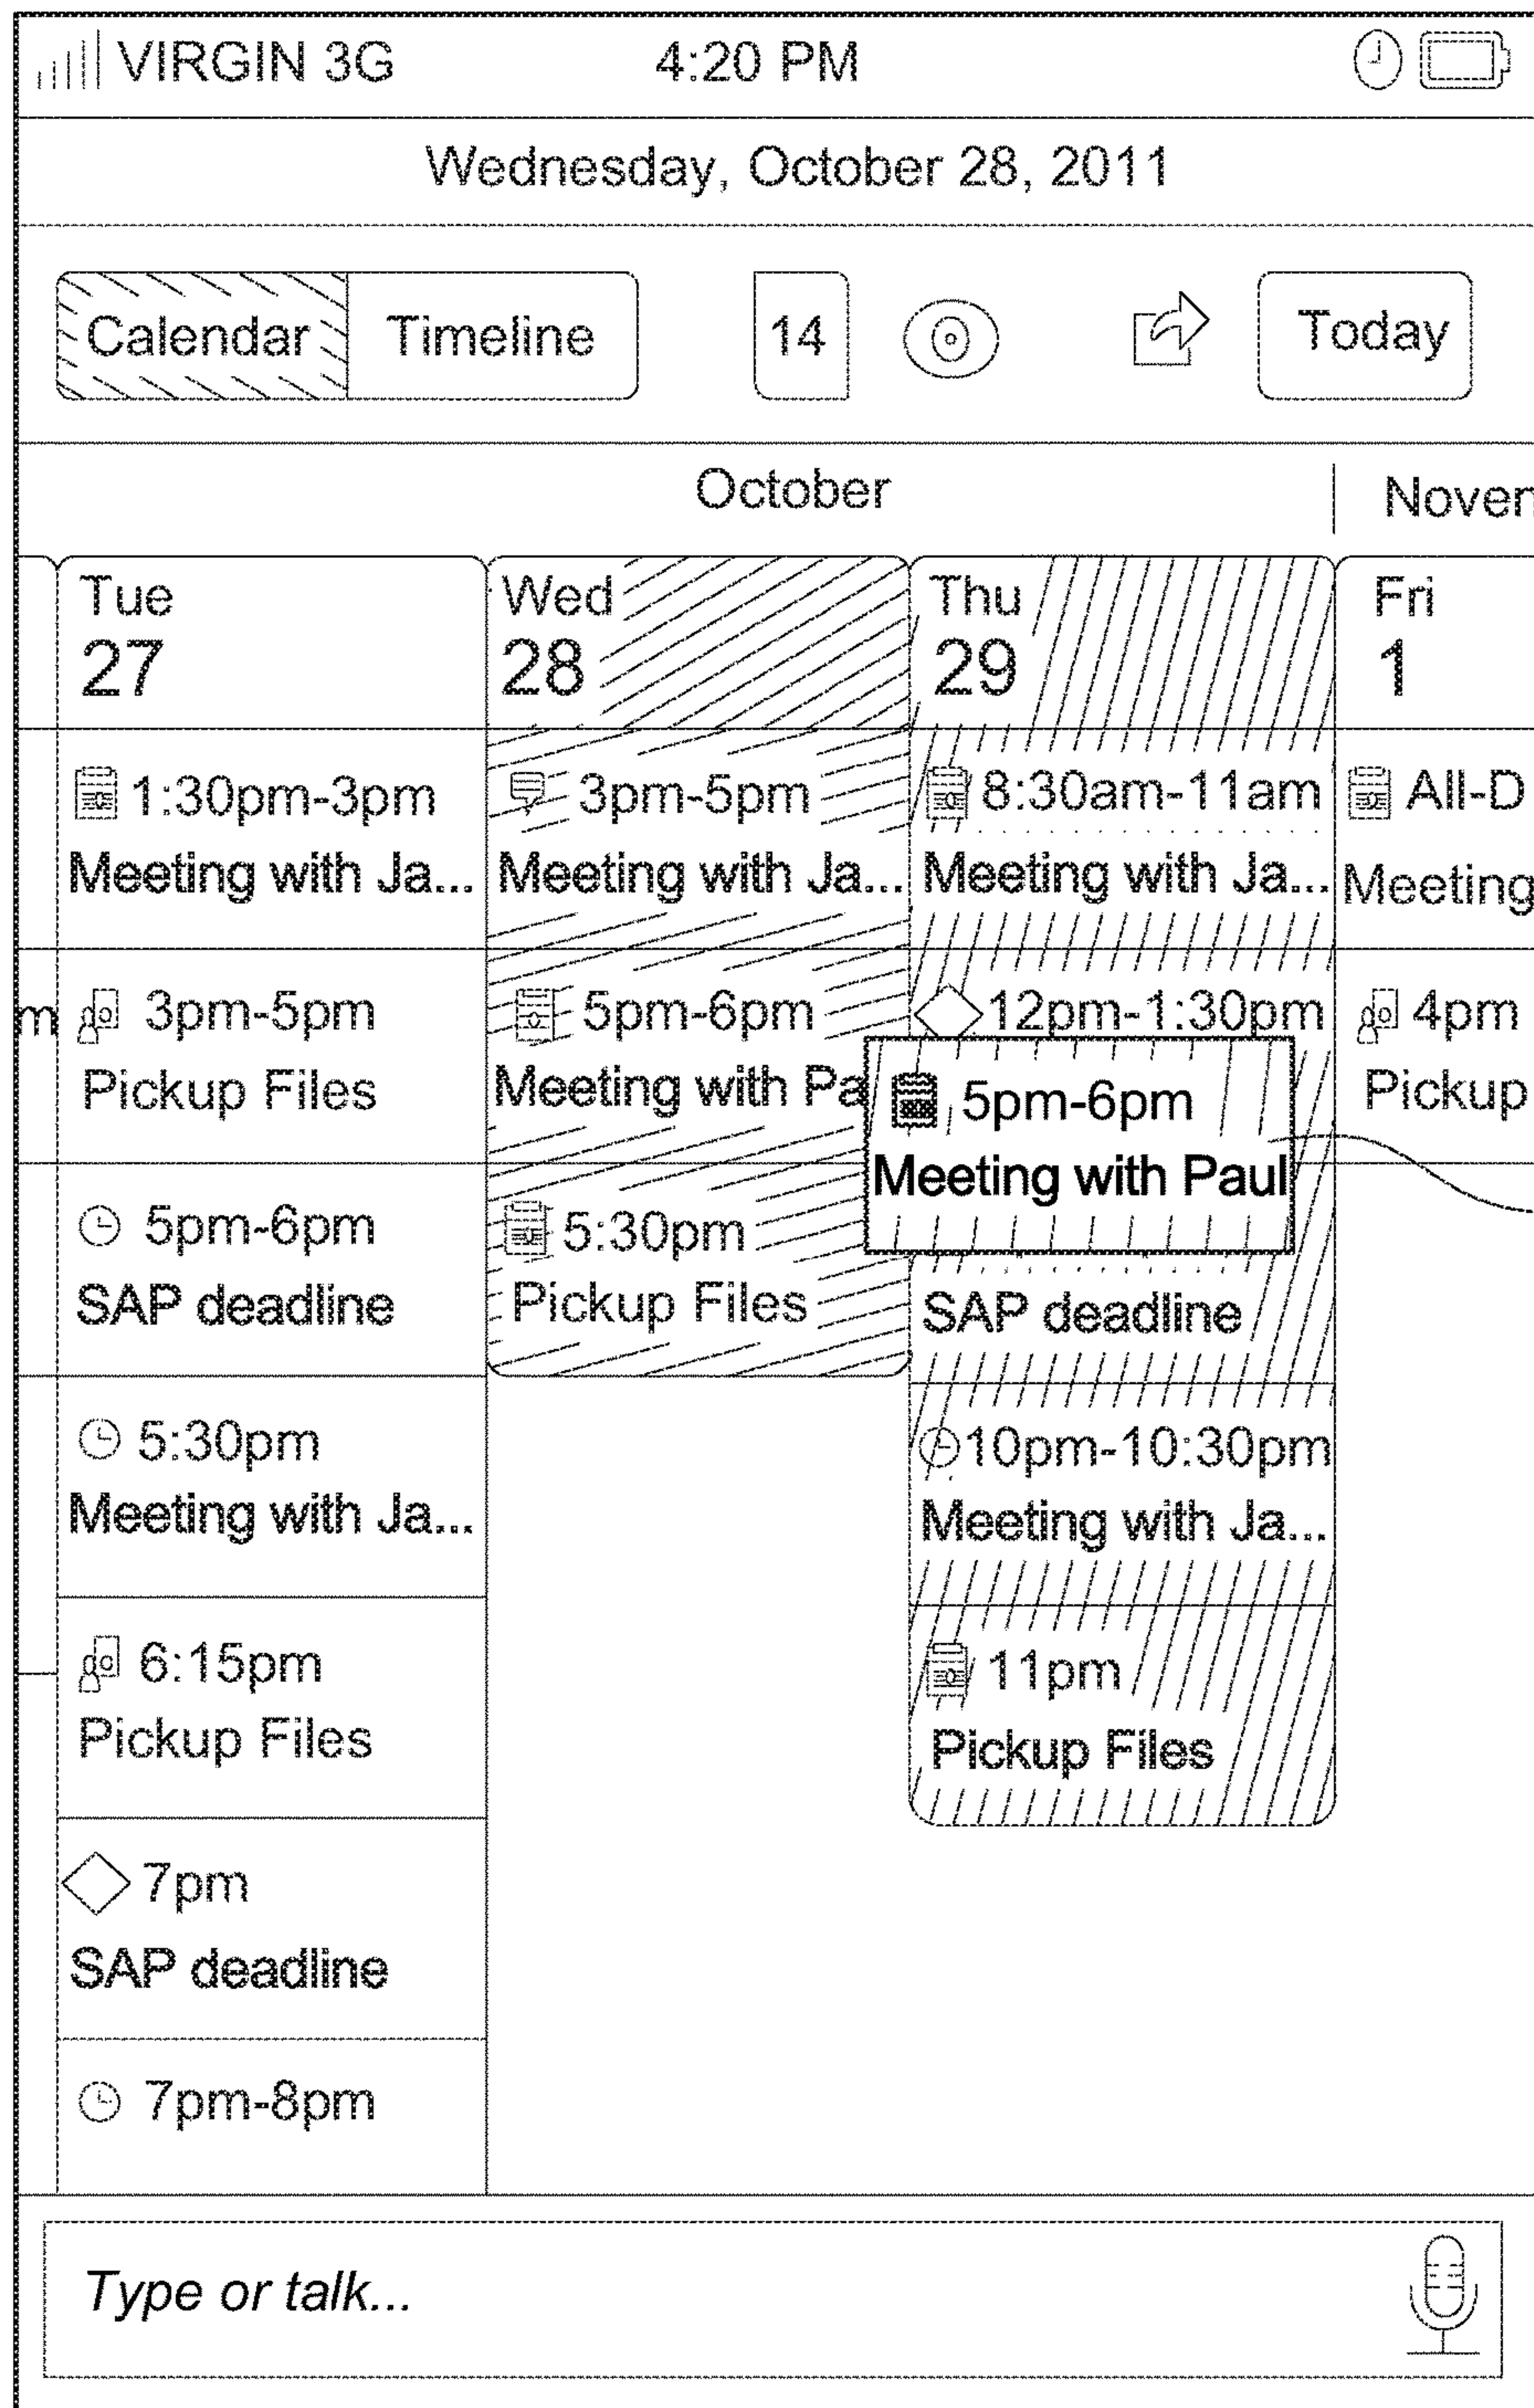 VIRGIN 3G 4:20 PM
Wednesday, October 28, 2011
Calendar Timeline 14 Today
October Noven
Tue
27
1:30pm-3pm
Meeting with Ja...
3pm-5pm
Pickup Files
5pm-6pm
SAP deadline
5:30pm
Meeting with Ja...
6:15pm
Pickup Files
7pm
SAP deadline
7pm-8pm
Wed
28
3pm-5pm
Meeting with Ja...
5pm-6pm
Meeting with Pa
5:30pm
Pickup Files
Thu
29
8:30am-11am
Meeting with Ja...
12pm-1:30pm
5pm-6pm
Meeting with Paul
SAP deadline
10pm-10:30pm
Meeting with Ja...
11pm
Pickup Files
Fri
1
All-D
Meeting
4pm
Pickup
m
Type or talk...